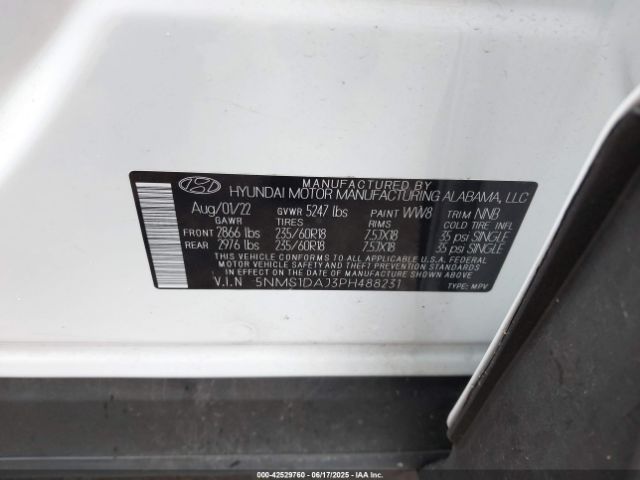 MANUFACTURED BY
HYUNDAI MOTOR MANUFACTURING ALABAMA, LLC
Aug/01/22 GVWR 5247 lbs PAINT WW8 TRIM NNB
GAWR TIRES RIMS COLD TIRE INFL
FRONT 2866 lbs 235/60R18 7.5JX18 35 psi SINGLE
REAR 2976 lbs 235/60R18 7.5JX18 35 psi SINGLE
THIS VEHICLE CONFORMS TO ALL APPLICABLE U.S.A. FEDERAL
MOTOR VEHICLE SAFETY AND THEFT PREVENTION STANDARDS
IN EFFECT ON THE DATE OF MANUFACTURE SHOWN ABOVE.
V.I.N 5NMS1DAJ3PH488231 TYPE: MPV
000-42529760 - 06/17/2025 - IAA INC.